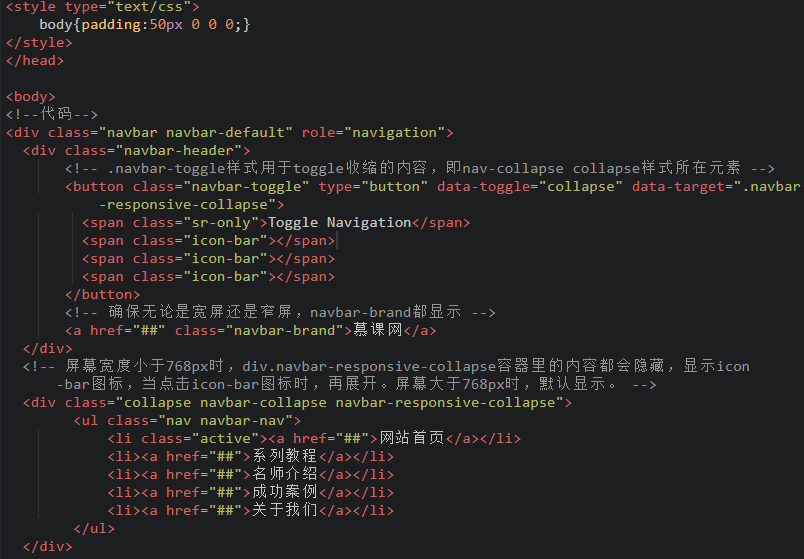 <style type="text/css">
    body{padding:50px 0 0 0;}
</style>
</head>

<body>
<!--代码-->
<div class="navbar navbar-default" role="navigation">
  <div class="navbar-header">
       <!-- .navbar-toggle样式用于toggle收缩的内容，即nav-collapse collapse样式所在元素 -->
       <button class="navbar-toggle" type="button" data-toggle="collapse" data-target=".navbar
           -responsive-collapse">
         <span class="sr-only">Toggle Navigation</span>
         <span class="icon-bar"></span>
         <span class="icon-bar"></span>
         <span class="icon-bar"></span>
       </button>
       <!-- 确保无论是宽屏还是窄屏，navbar-brand都显示 -->
       <a href="##" class="navbar-brand">慕课网</a>
  </div>
  <!-- 屏幕宽度小于768px时，div.navbar-responsive-collapse容器里的内容都会隐藏，显示icon
      -bar图标，当点击icon-bar图标时，再展开。屏幕大于768px时，默认显示。 -->
  <div class="collapse navbar-collapse navbar-responsive-collapse">
        <ul class="nav navbar-nav">
            <li class="active"><a href="##">网站首页</a></li>
            <li><a href="##">系列教程</a></li>
            <li><a href="##">名师介绍</a></li>
            <li><a href="##">成功案例</a></li>
            <li><a href="##">关于我们</a></li>
        </ul>
  </div>